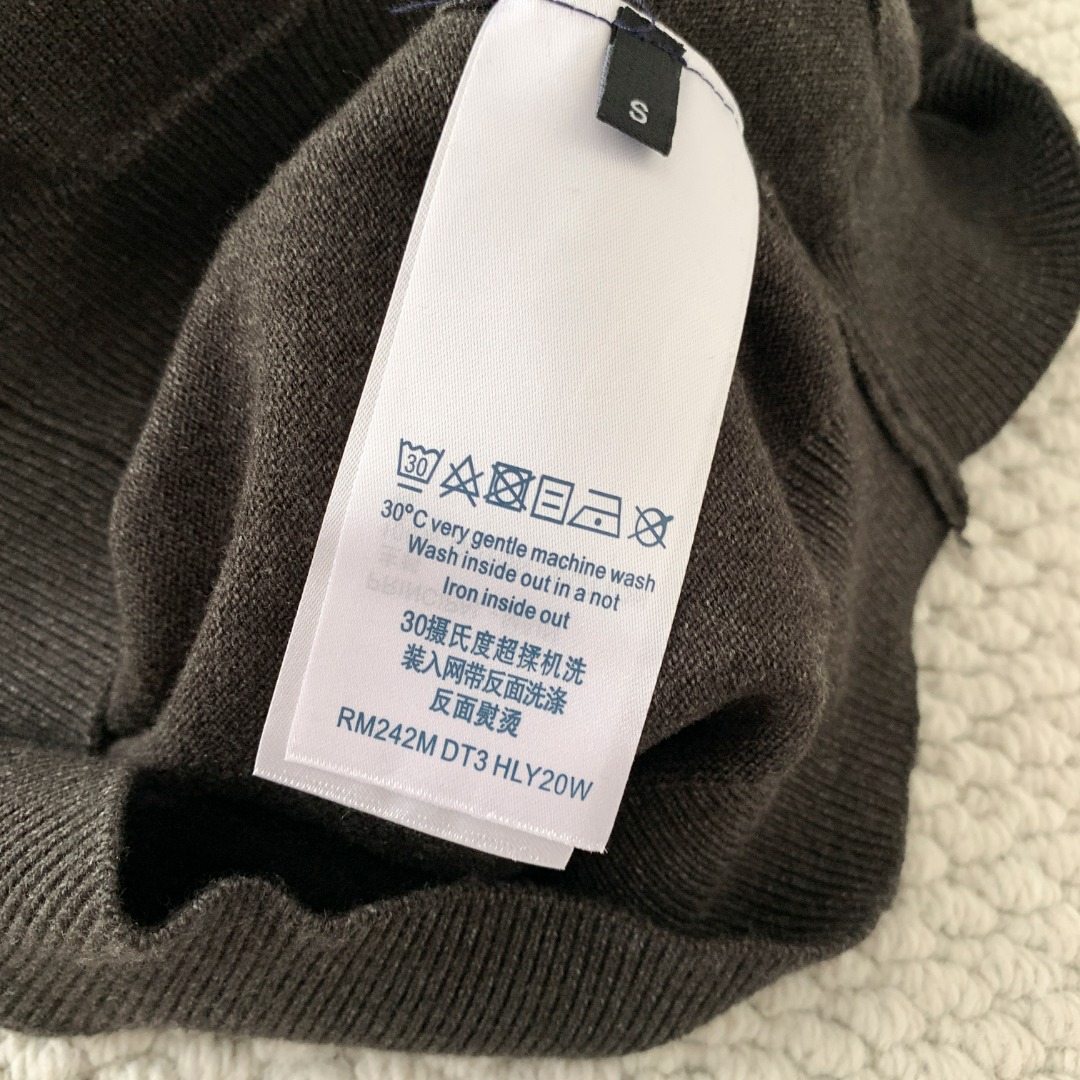 S
30
30°C very gentle machine wash
Wash inside out in a not
Iron inside out
30摄氏度超揉机洗
装入网带反面洗涤
反面熨烫
RM242M DT3 HLY20W